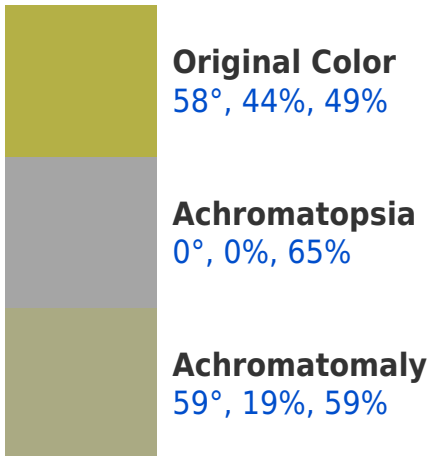 Original Color
58°, 44%, 49%
Achromatopsia
0°, 0%, 65%
Achromatomaly
59°, 19%, 59%